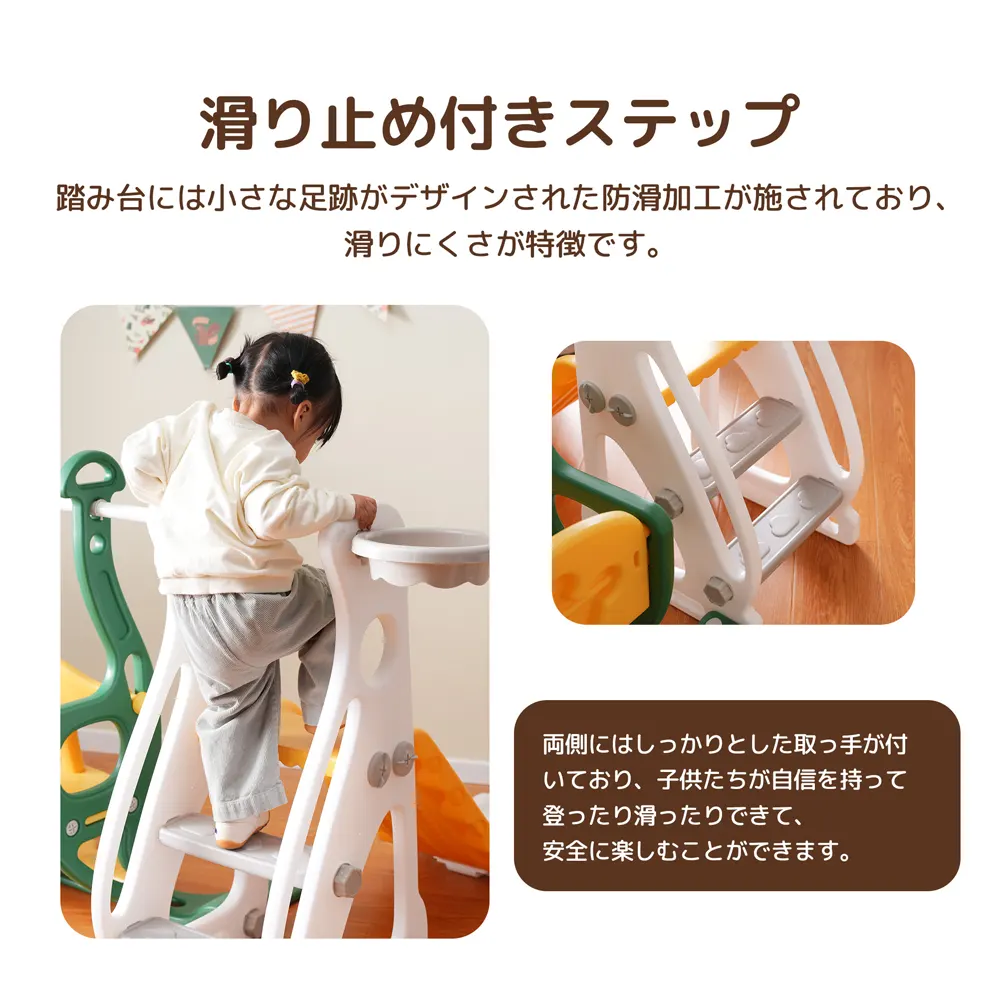 滑り止め付きステップ
踏み台には小さな足跡がデザインされた防滑加工が施されており、
滑りにくさが特徴です。
両側にはしっかりとした取っ手が付
いており、子供たちが自信を持って
登ったり滑ったりできて、
安全に楽しむことができます。